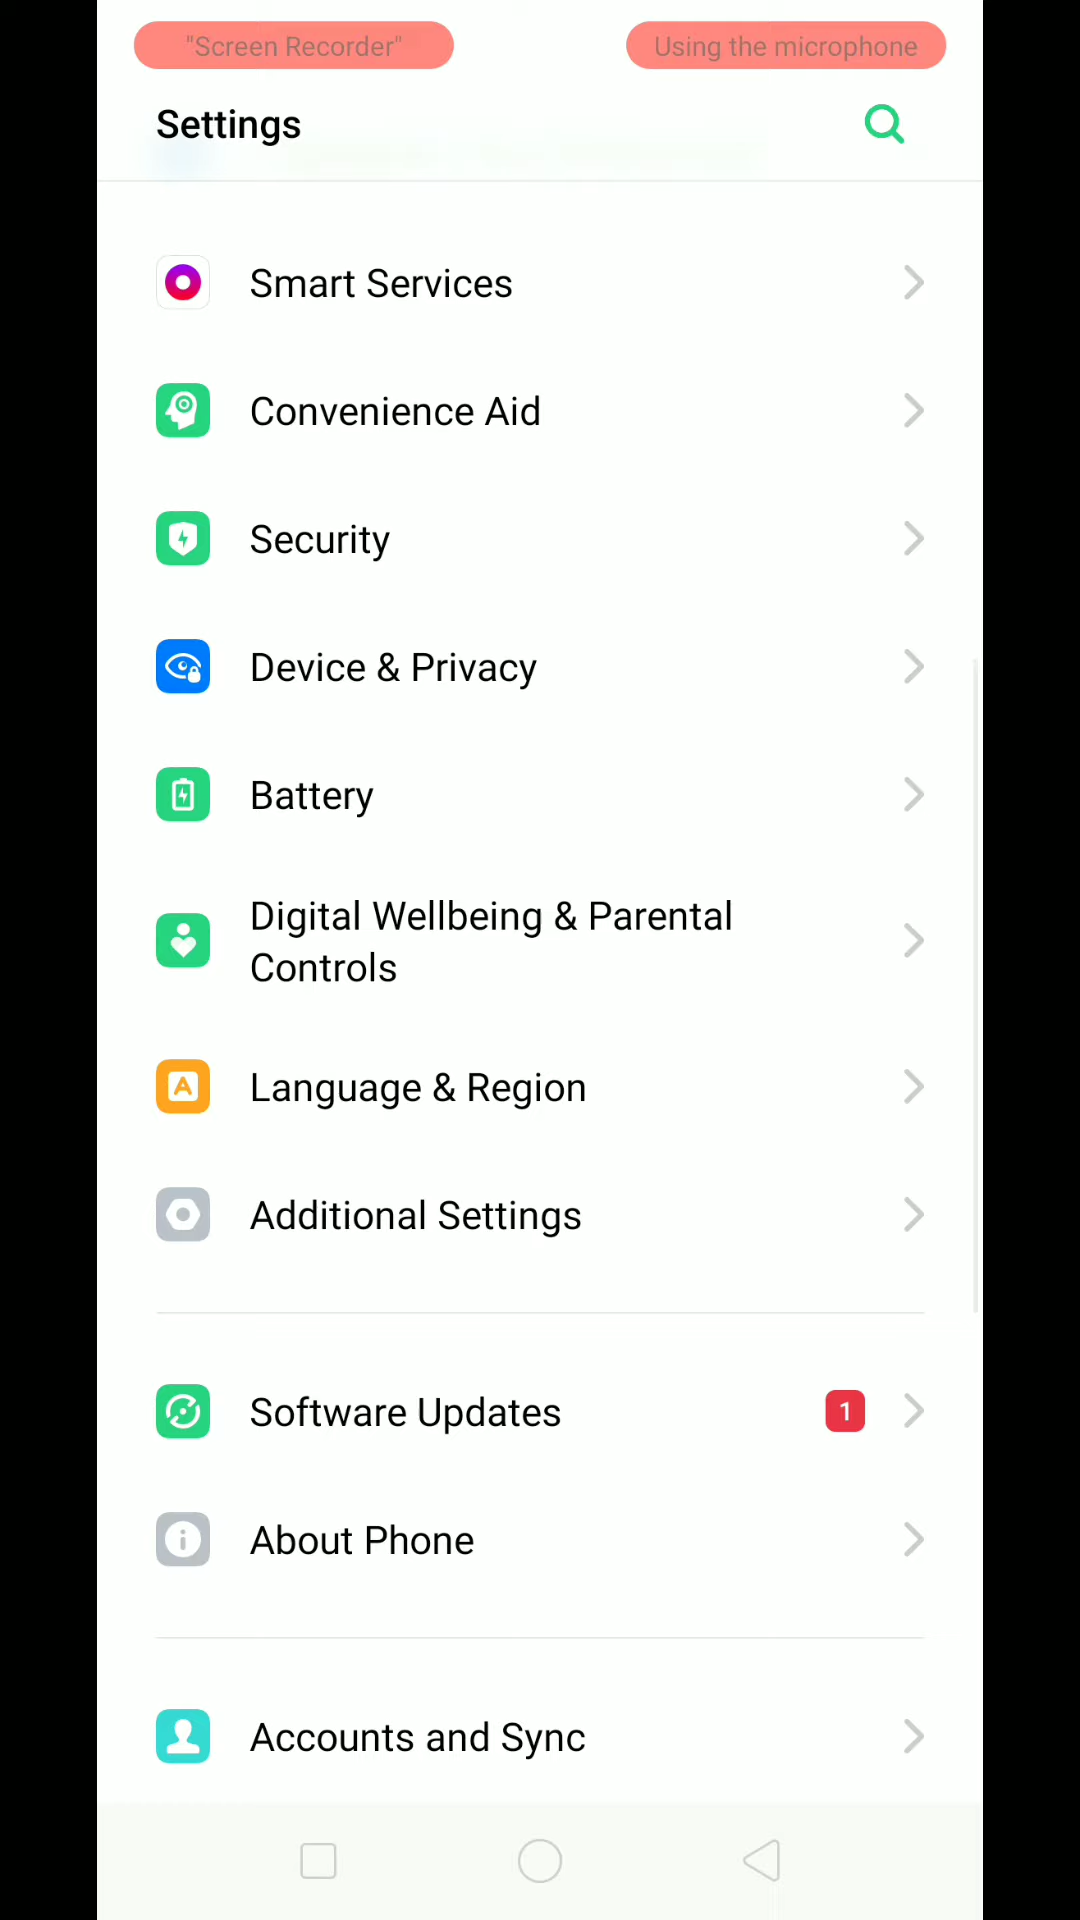 "Screen Recorder"
Using the microphone
Settings
Smart Services
Convenience Aid
Security
Device & Privacy
Battery
Digital Wellbeing & Parental
Controls
Language & Region
Additional Settings
Software Updates
1
About Phone
Accounts and Sync